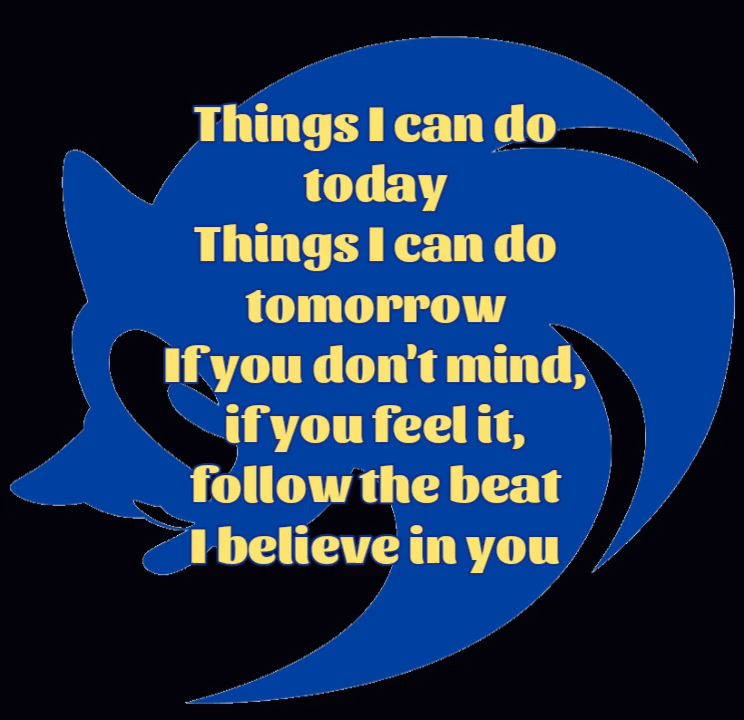 Things I can do
today
Things I can do
tomorrow
If you don't mind,
if you feel it,
follow the beat
I believe in you